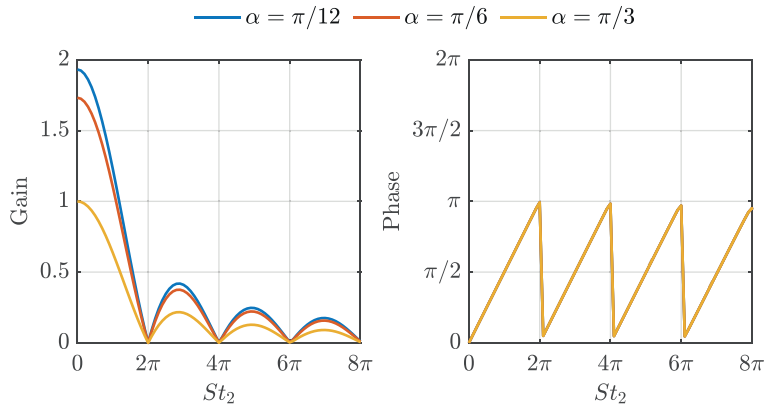 α = π/12 α = π/6 α = π/3
2
1.5
1
0.5
0
Gain
0 2π 4π 6π 8π
St₂
2π
3π/2
π
π/2
0
Phase
0 2π 4π 6π 8π
St₂